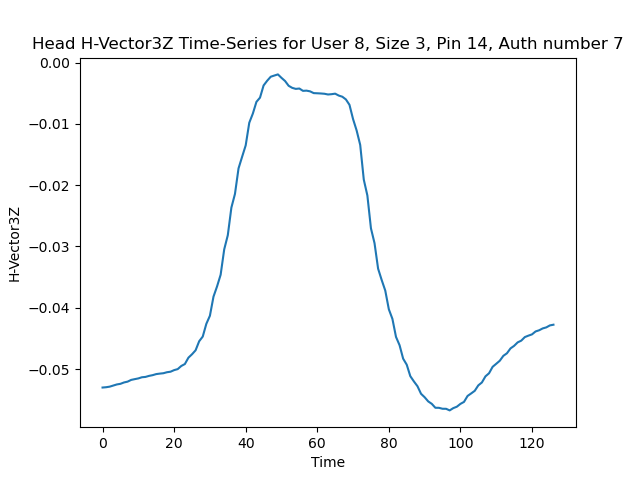 Head H-Vector3Z Time-Series for User 8, Size 3, Pin 14, Auth number 7
0.00
−0.01
−0.02
−0.03
−0.04
−0.05
H-Vector3Z
0 20 40 60 80 100 120
Time